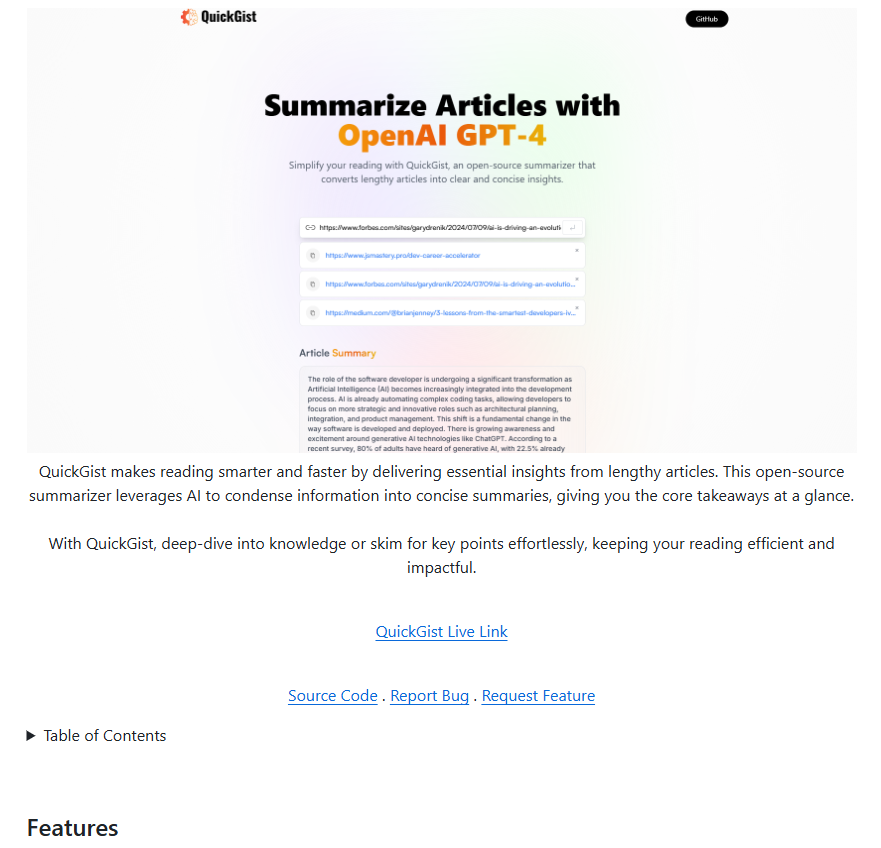 QuickGist
GitHub
Summarize Articles with
OpenAI GPT-4
Simplify your reading with QuickGist, an open-source summarizer that
converts lengthy articles into clear and concise insights.
https://www.forbes.com/sites/garydrenik/2024/07/09/ai-is-driving-an-evoluti
https://www.jsmastery.pro/dev-career-accelerator
https://www.forbes.com/sites/garydrenik/2024/07/09/ai-is-driving-an-evolutio...
https://medium.com/@brianjenney/3-lessons-from-the-smartest-developers-iv...
Article Summary
The role of the software developer is undergoing a significant transformation as
Artificial Intelligence (AI) becomes increasingly integrated into the development
process. AI is already automating complex coding tasks, allowing developers to
focus on more strategic and innovative roles such as architectural planning,
integration, and product management. This shift is a fundamental change in the
way software is developed and deployed. There is growing awareness and
excitement around generative AI technologies like ChatGPT. According to a
recent survey, 80% of adults have heard of generative AI, with 22.5% already
QuickGist makes reading smarter and faster by delivering essential insights from lengthy articles. This open-source
summarizer leverages AI to condense information into concise summaries, giving you the core takeaways at a glance.
With QuickGist, deep-dive into knowledge or skim for key points effortlessly, keeping your reading efficient and
impactful.
QuickGist Live Link
Source Code . Report Bug . Request Feature
Table of Contents
Features